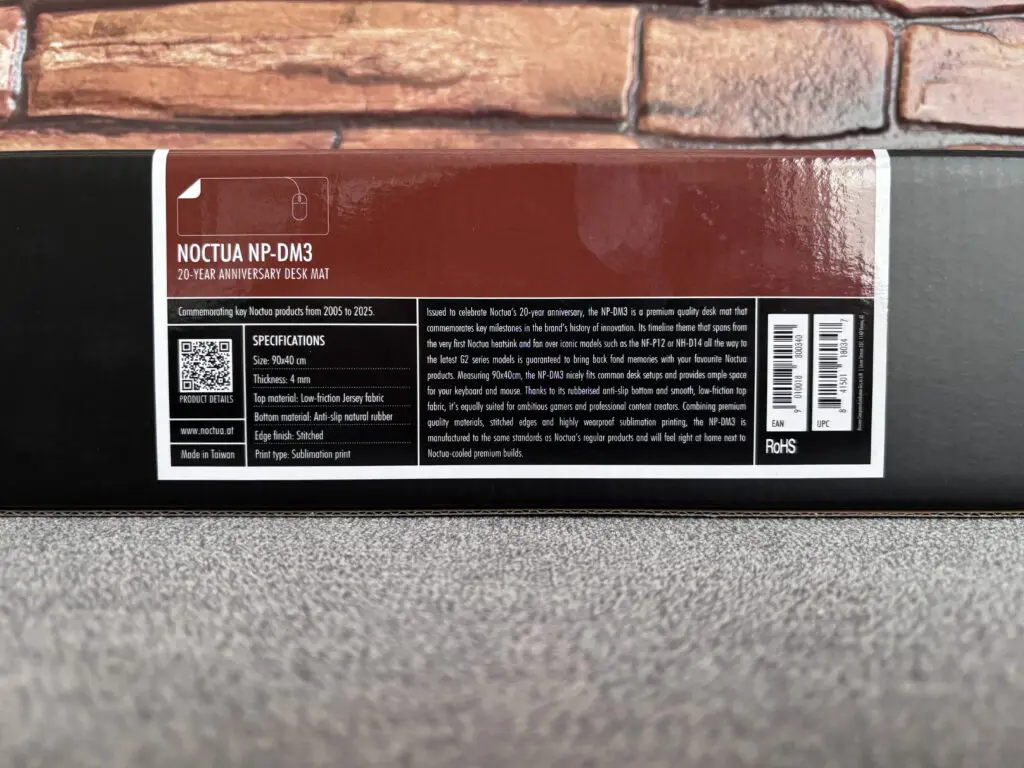 NOCTUA NP-DM3
20-YEAR ANNIVERSARY DESK MAT
Commemorating key Noctua products from 2005 to 2025.
PRODUCT DETAILS
www.noctua.at
Made in Taiwan
SPECIFICATIONS
Size: 90x40 cm
Thickness: 4 mm
Top material: Low-friction Jersey fabric
Bottom material: Anti-slip natural rubber
Edge finish: Stitched
Print type: Sublimation print
Issued to celebrate Noctua's 20-year anniversary, the NP-DM3 is a premium quality desk mat that
commemorates key milestones in the brand's history of innovation. Its timeline theme that spans from
the very first Noctua heatsink and fan over iconic models such as the NF-P12 or NH-D14 all the way to
the latest G2 series models is guaranteed to bring back fond memories with your favourite Noctua
products. Measuring 90x40cm, the NP-DM3 nicely fits common desk setups and provides ample space
for your keyboard and mouse. Thanks to its rubberised anti-slip bottom and smooth, low-friction top
fabric, it's equally suited for ambitious gamers and professional content creators. Combining premium
quality materials, stitched edges and highly wearproof sublimation printing, the NP-DM3 is
manufactured to the same standards as Noctua's regular products and will feel right at home next to
Noctua-cooled premium builds.
9 010018 800340
EAN
8 41501 18034 7
UPC
RoHS